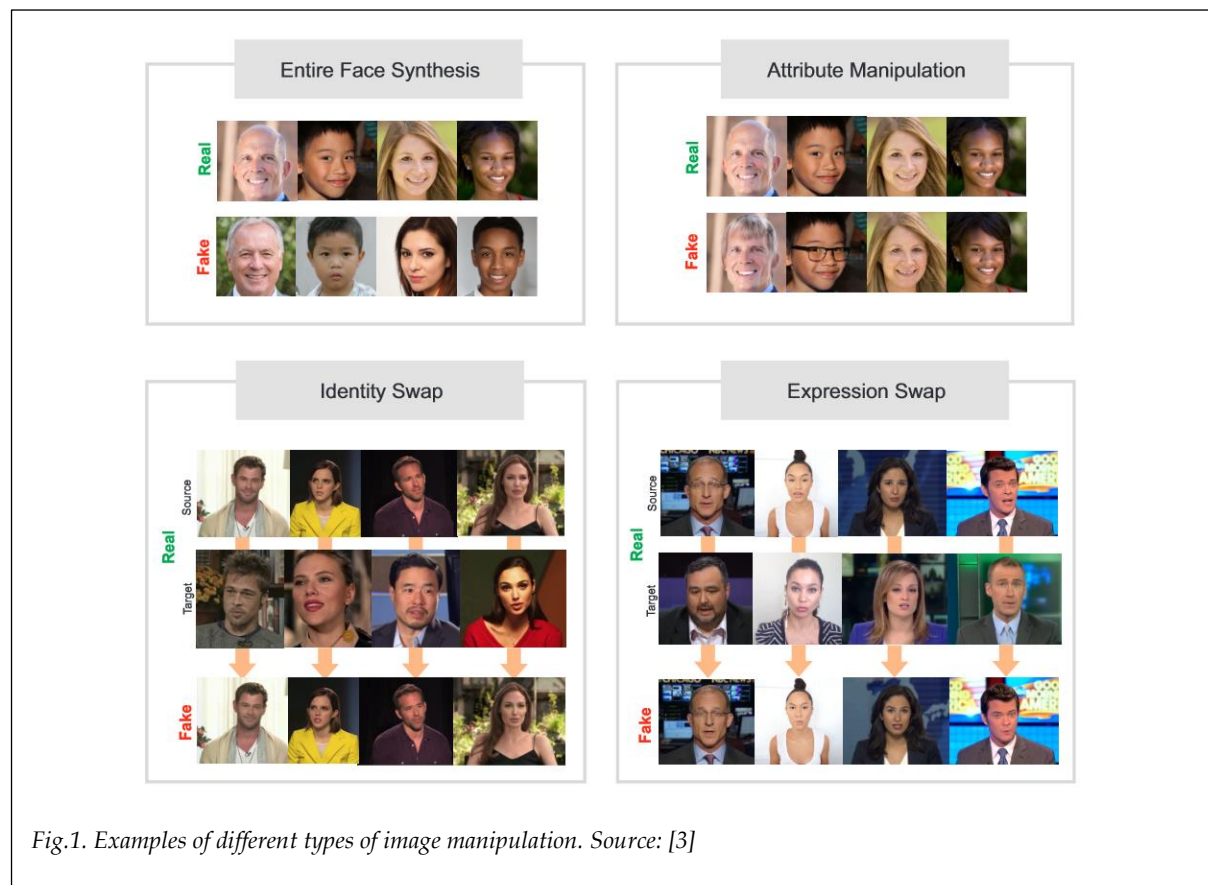 Entire Face Synthesis
Real
Fake
Attribute Manipulation
Real
Fake
Identity Swap
Real
Source
Target
Fake
Expression Swap
CHICAGO
Real
Source
Target
Fake
Fig.1. Examples of different types of image manipulation. Source: [3]